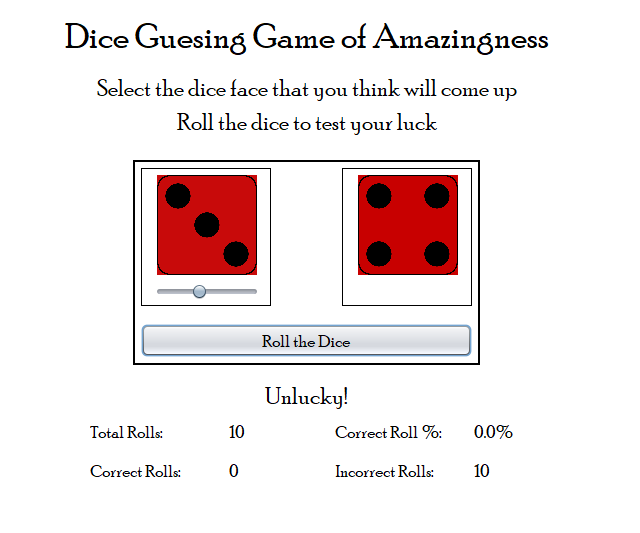 Dice Guesing Game of Amazingness
Select the dice face that you think will come up
Roll the dice to test your luck
Roll the Dice
Unlucky!
Total Rolls: 10 Correct Roll %: 0.0%
Correct Rolls: 0 Incorrect Rolls: 10